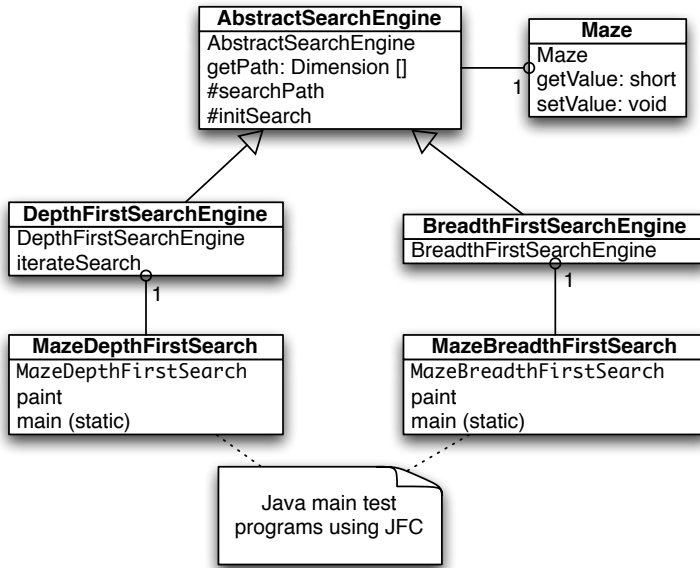 AbstractSearchEngine
AbstractSearchEngine
getPath: Dimension []
#searchPath
#initSearch
Maze
Maze
getValue: short
setValue: void
1
DepthFirstSearchEngine
DepthFirstSearchEngine
iterateSearch
1
BreadthFirstSearchEngine
BreadthFirstSearchEngine
1
MazeDepthFirstSearch
MazeDepthFirstSearch
paint
main (static)
MazeBreadthFirstSearch
MazeBreadthFirstSearch
paint
main (static)
Java main test
programs using JFC